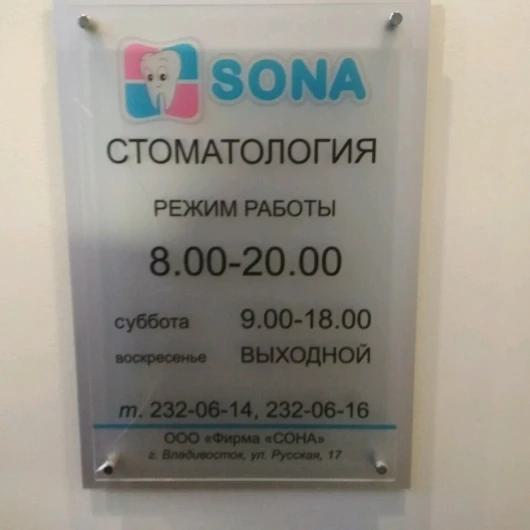 SONA
СТОМАТОЛОГИЯ
РЕЖИМ РАБОТЫ
8.00-20.00
суббота 9.00-18.00
воскресенье ВЫХОДНОЙ
т. 232-06-14, 232-06-16
ООО «Фирма «СОНА»
г. Владивосток, ул. Русская, 17